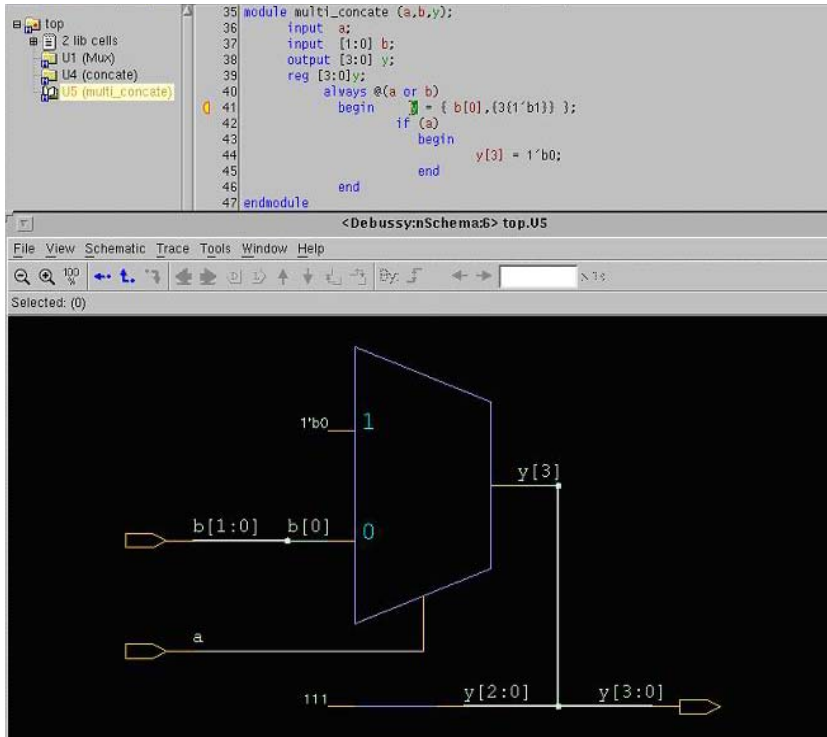 top
2 lib cells
U1 (Mux)
U4 (concate)
U5 (multi_concate)
35 module multi_concate (a,b,y);
36 input a;
37 input [1:0] b;
38 output [3:0] y;
39 reg [3:0]y;
40 always @(a or b)
41 begin y = { b[0],{3{1'b1}} };
42 if (a)
43 begin
44 y[3] = 1'b0;
45 end
46 end
47 endmodule
<Debussy:nSchema:6> top.U5
File View Schematic Trace Tools Window Help
100 %
By:
Selected: (0)
1'b0 1
y[3]
b[1:0] b[0] 0
a
111 y[2:0] y[3:0]